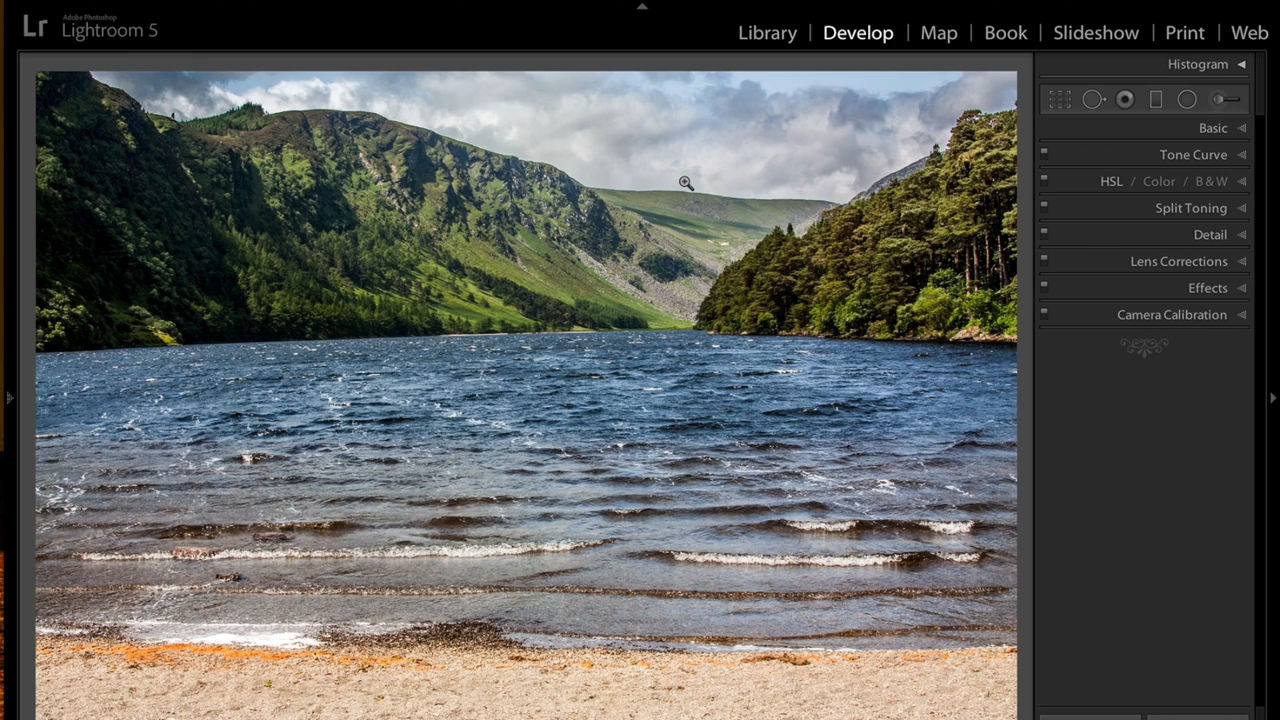 Lr
Adobe Photoshop
Lightroom 5
Library | Develop | Map | Book | Slideshow | Print | Web
Histogram
Basic
Tone Curve
HSL / Color / B & W
Split Toning
Detail
Lens Corrections
Effects
Camera Calibration